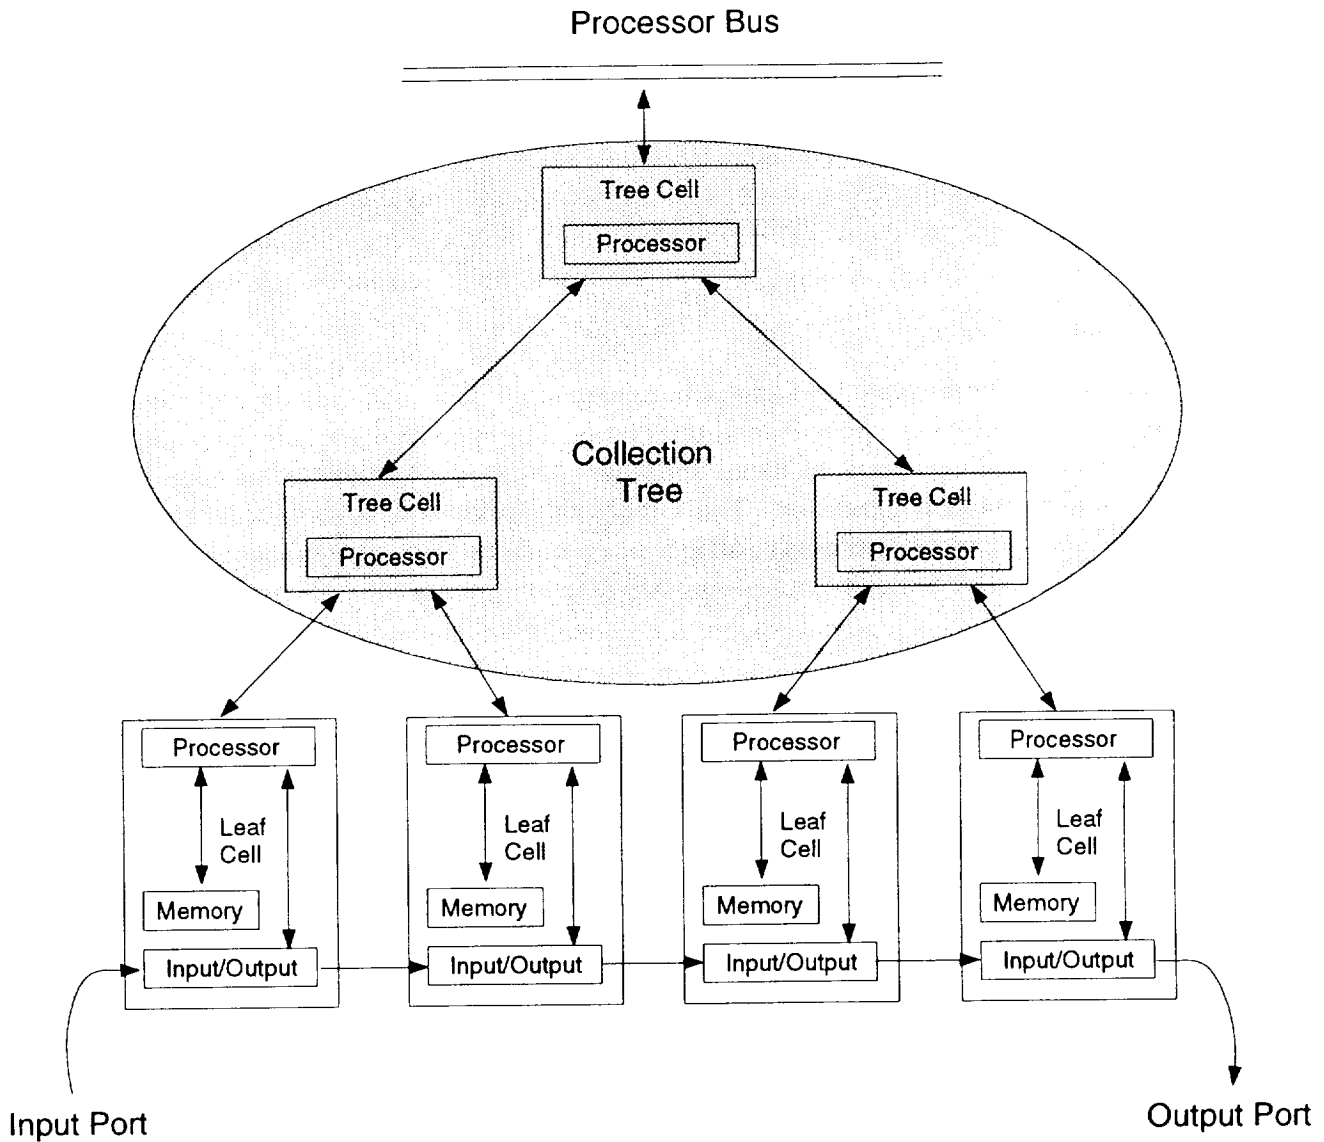 Processor Bus
Tree Cell
Processor
Collection
Tree
Tree Cell
Processor
Tree Cell
Processor
Processor
Leaf
Cell
Memory
Input/Output
Processor
Leaf
Cell
Memory
Input/Output
Processor
Leaf
Cell
Memory
Input/Output
Processor
Leaf
Cell
Memory
Input/Output
Input Port
Output Port